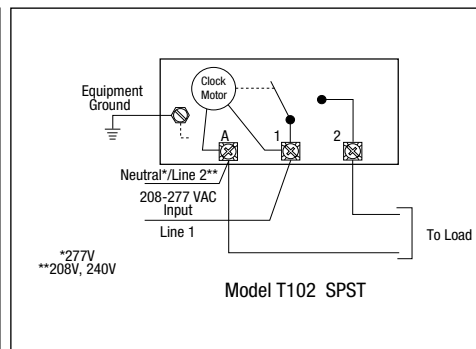 Clock
Motor
Equipment
Ground
A
1
2
Neutral*/Line 2**
208-277 VAC
Input
Line 1
To Load
*277V
**208V, 240V
Model T102 SPST